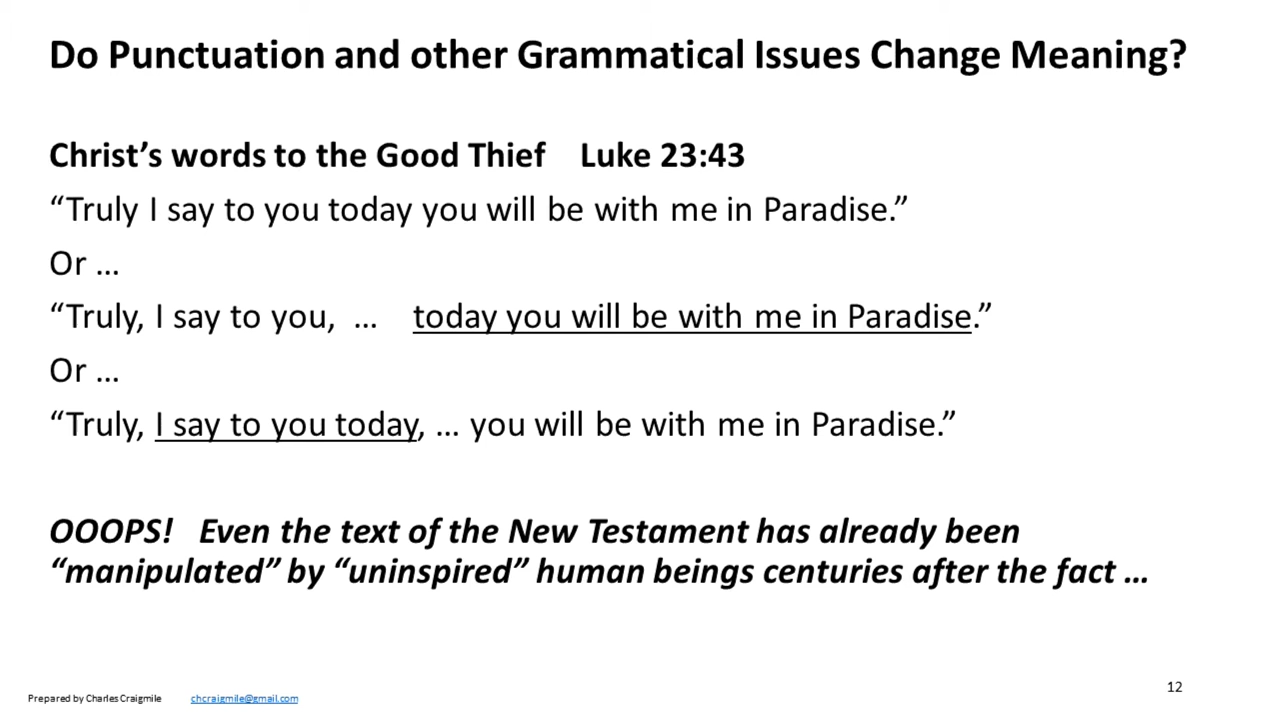 Do Punctuation and other Grammatical Issues Change Meaning?
Christ’s words to the Good Thief Luke 23:43
“Truly I say to you today you will be with me in Paradise.”
Or …
“Truly, I say to you, … today you will be with me in Paradise.”
Or …
“Truly, I say to you today, … you will be with me in Paradise.”
OOOPS! Even the text of the New Testament has already been
“manipulated” by “uninspired” human beings centuries after the fact …
Prepared by Charles Craigmile chcraigmile@gmail.com
12